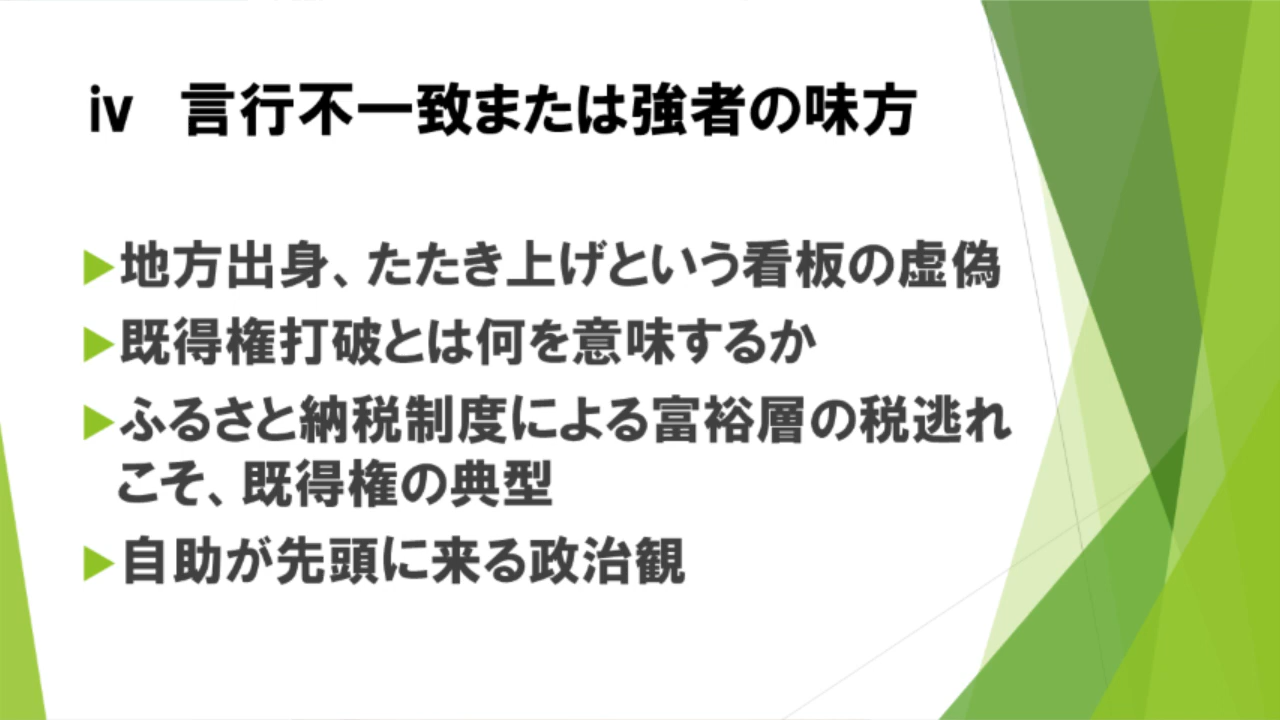 ⅳ　言行不一致または強者の味方
地方出身、たたき上げという看板の虚偽
既得権打破とは何を意味するか
ふるさと納税制度による富裕層の税逃れ
こそ、既得権の典型
自助が先頭に来る政治観